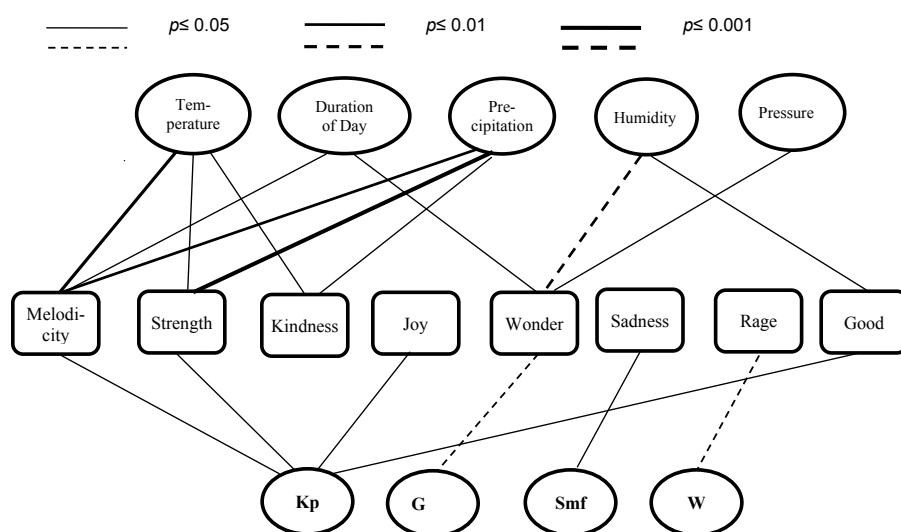 p≤ 0.05 p≤ 0.01 p≤ 0.001
Tem-
perature
Duration
of Day
Pre-
cipitation
Humidity
Pressure
Melodi-
city
Strength
Kindness
Joy
Wonder
Sadness
Rage
Good
Kp
G
Smf
W